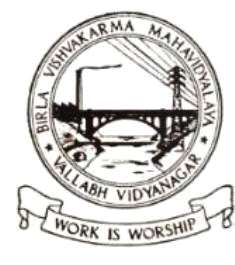 BIRLA VISHVAKARMA MAHAVIDYALAYA
VALLABH VIDYANAGAR
WORK IS WORSHIP